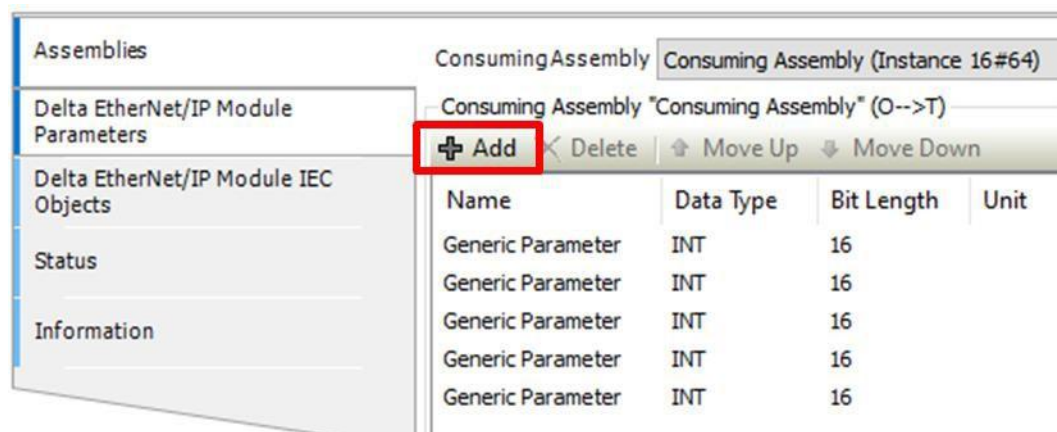 Assemblies
Delta EtherNet/IP Module
Parameters
Delta EtherNet/IP Module IEC
Objects
Status
Information
Consuming Assembly Consuming Assembly (Instance 16#64)
Consuming Assembly "Consuming Assembly" (O-->T)
Add Delete Move Up Move Down
Name Data Type Bit Length Unit
Generic Parameter INT 16
Generic Parameter INT 16
Generic Parameter INT 16
Generic Parameter INT 16
Generic Parameter INT 16